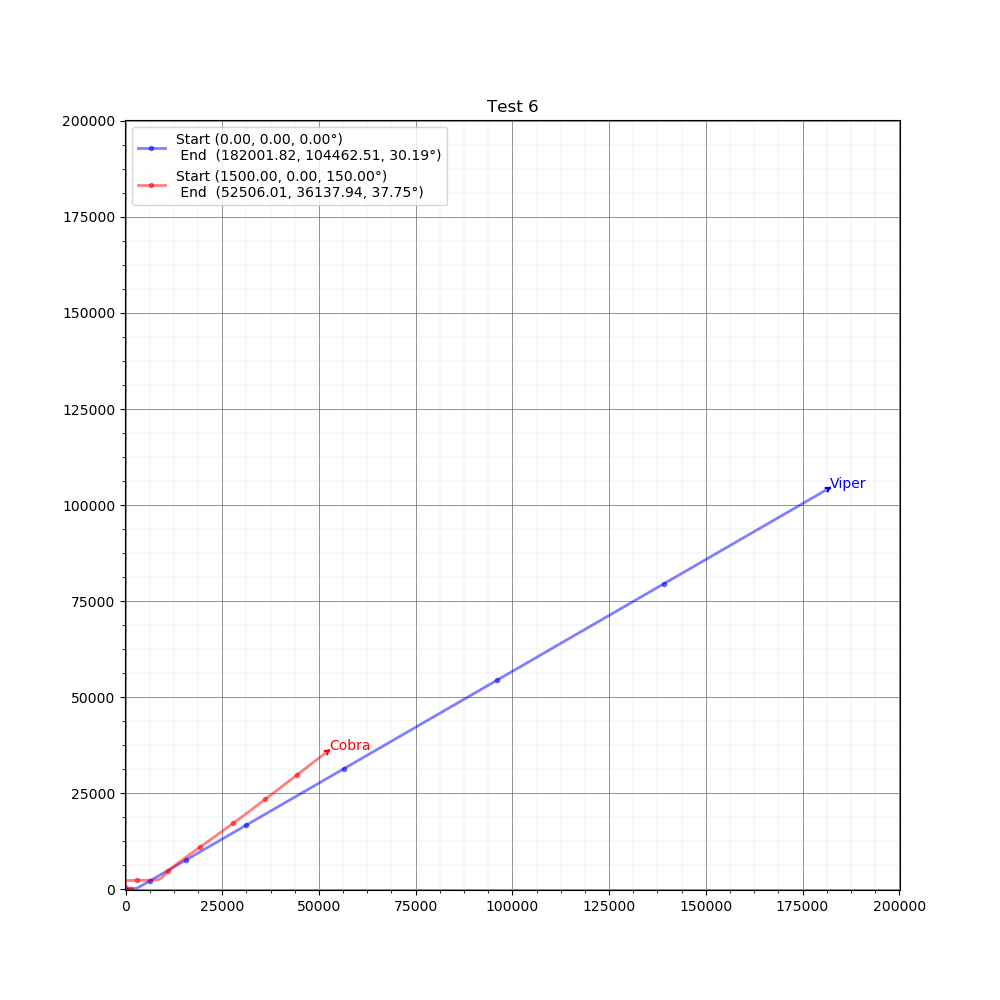 Test 6
200000
Start (0.00, 0.00, 0.00°)
End (182001.82, 104462.51, 30.19°)
Start (1500.00, 0.00, 150.00°)
End (52506.01, 36137.94, 37.75°)
175000
150000
125000
100000
Viper
75000
50000
Cobra
25000
0
0 25000 50000 75000 100000 125000 150000 175000 200000